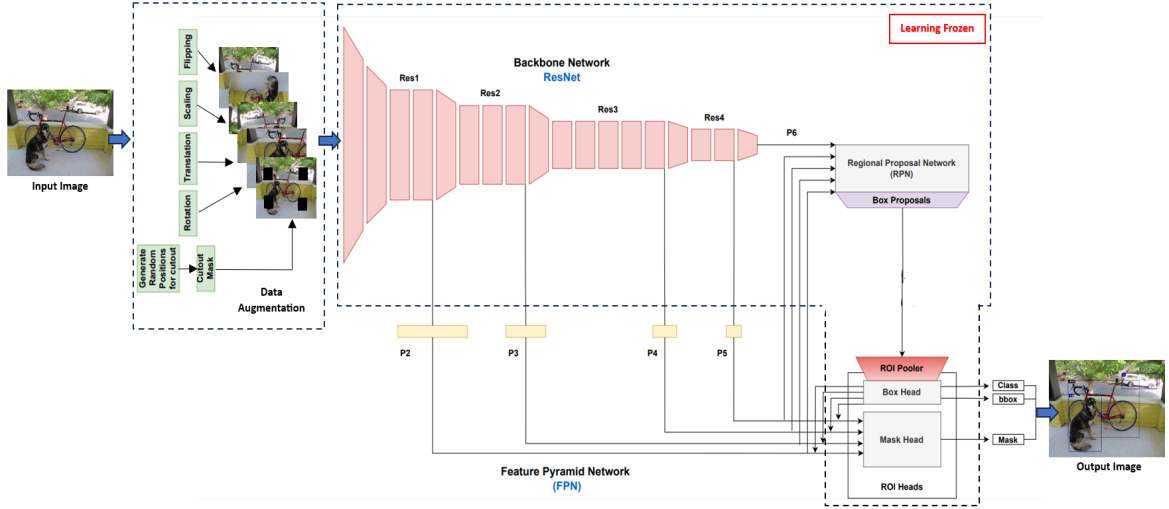 Input Image
Flipping
Scaling
Translation
Rotation
Generate
Random
Positions
for cutout
Cutout
Mask
Data
Augmentation
Learning Frozen
Backbone Network
ResNet
Res1
Res2
Res3
Res4
P6
Regional Proposal Network
(RPN)
Box Proposals
P2
P3
P4
P5
ROI Pooler
Box Head
Mask Head
ROI Heads
Class
bbox
Mask
Output Image
Feature Pyramid Network
(FPN)